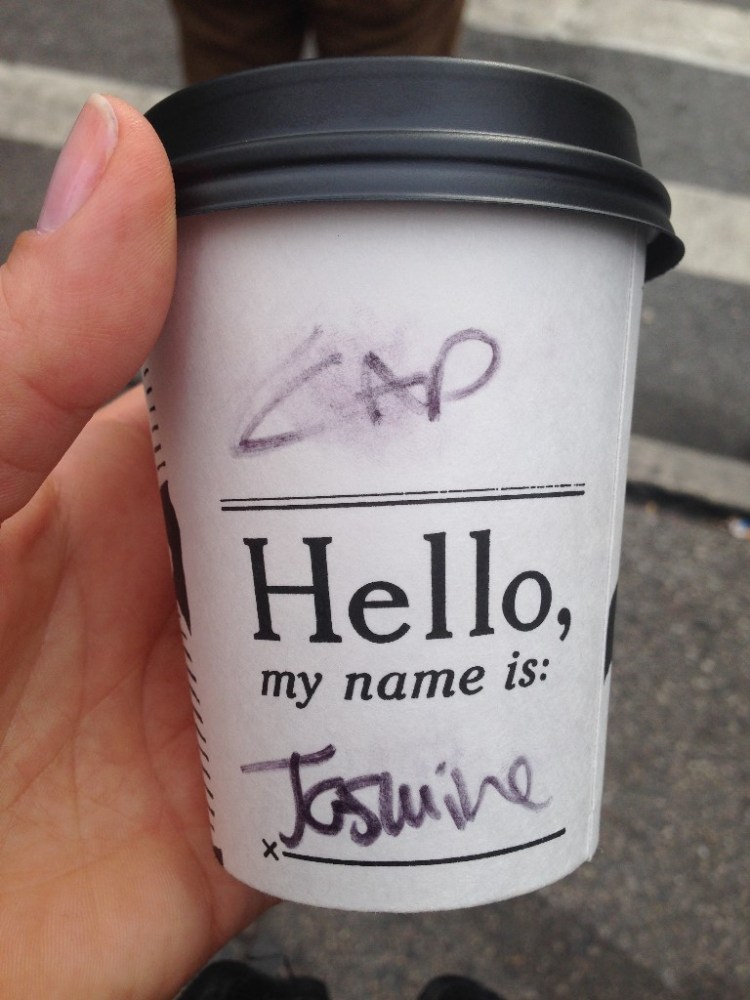 CAP
Hello,
my name is:
x Jasmine